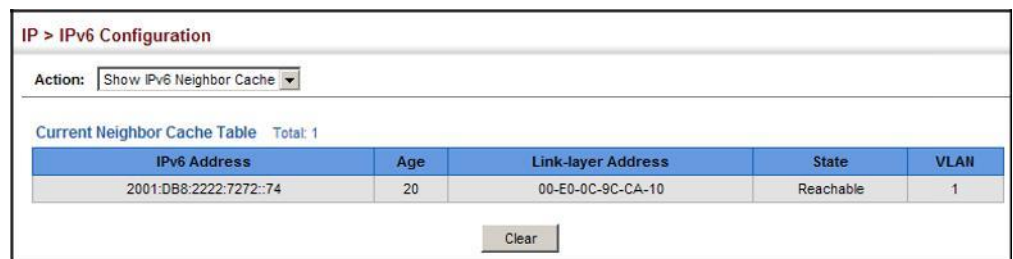 IP > IPv6 Configuration
Action: Show IPv6 Neighbor Cache
Current Neighbor Cache Table Total: 1
IPv6 Address Age Link-layer Address State VLAN
2001:DB8:2222:7272::74 20 00-E0-0C-9C-CA-10 Reachable 1
Clear